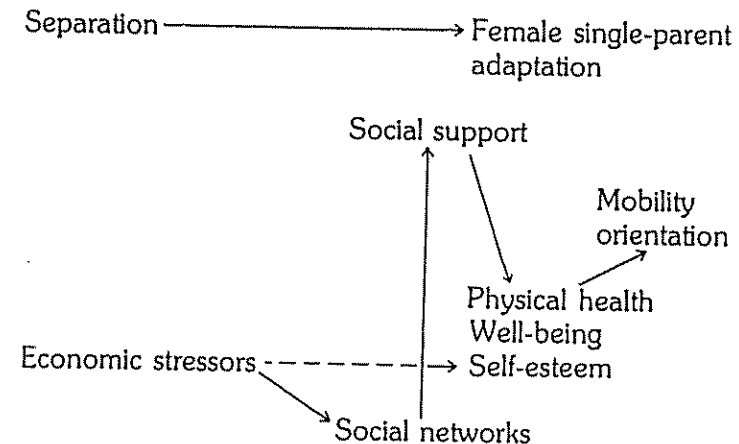 Separation
Female single-parent
adaptation
Social support
Mobility
orientation
Physical health
Well-being
Economic stressors
Self-esteem
Social networks